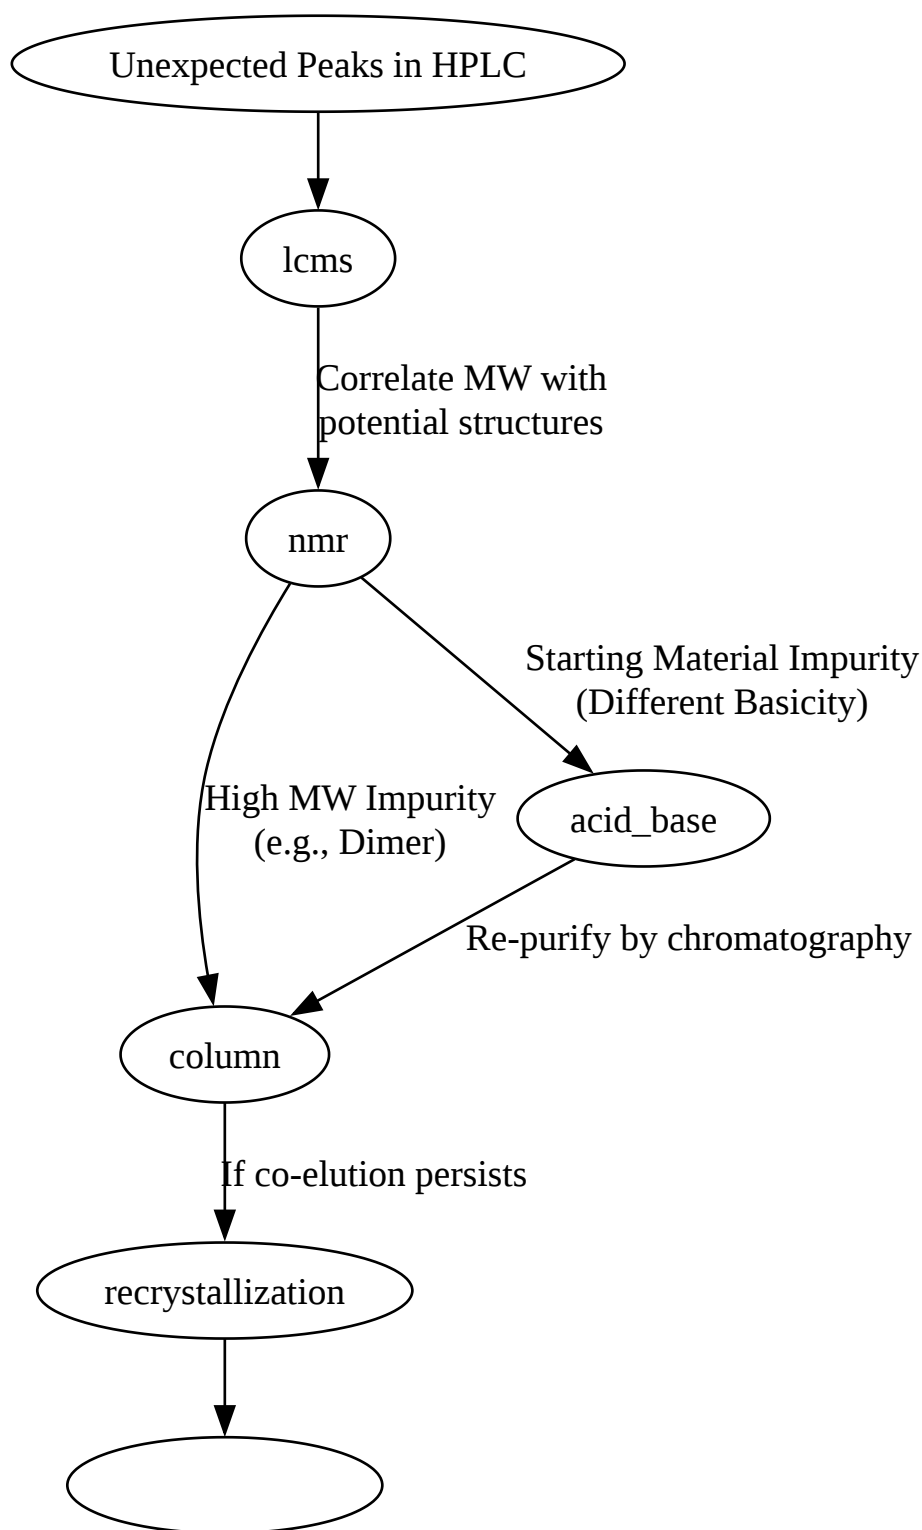 Unexpected Peaks in HPLC
lcms
Correlate MW with
potential structures
nmr
Starting Material Impurity
(Different Basicity)
High MW Impurity
(e.g., Dimer)
acid_base
Re-purify by chromatography
column
If co-elution persists
recrystallization